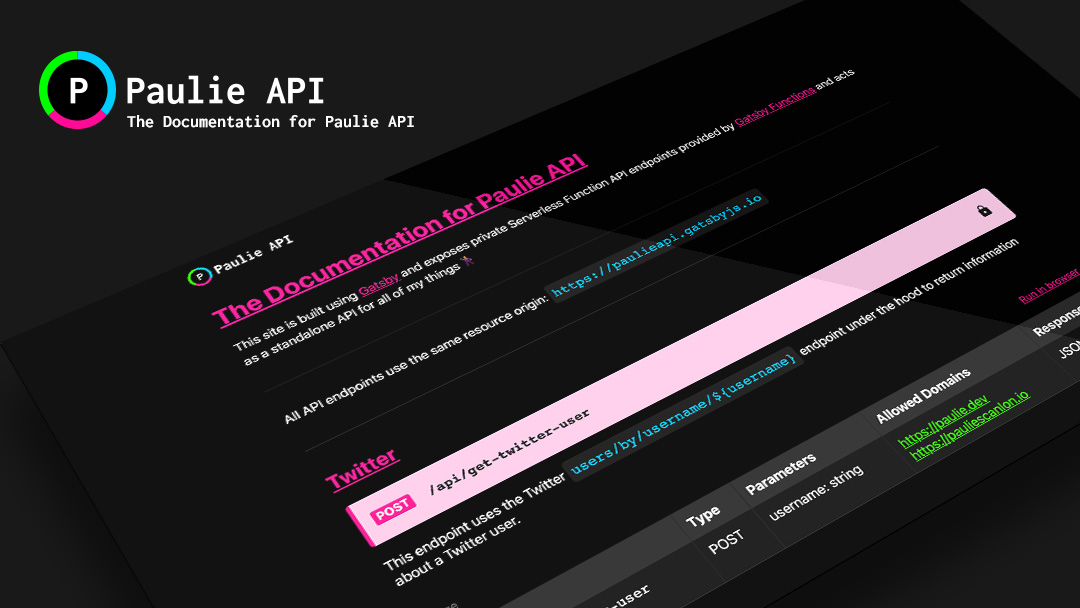 P
Paulie API
The Documentation for Paulie API
P Paulie API
The Documentation for Paulie API
This site is built using Gatsby and exposes private Serverless Function API endpoints provided by Gatsby Functions and acts
as a standalone API for all of my things
All API endpoints use the same resource origin: https://paulieapi.gatsbyjs.io
Twitter
POST /api/get-twitter-user
This endpoint uses the Twitter users/by/username/${username} endpoint under the hood to return information
about a Twitter user.
Run in browser
Type Parameters Allowed Domains Response
POST username: string https://paulie.dev
https://pauliescanlon.io
JSON
-user